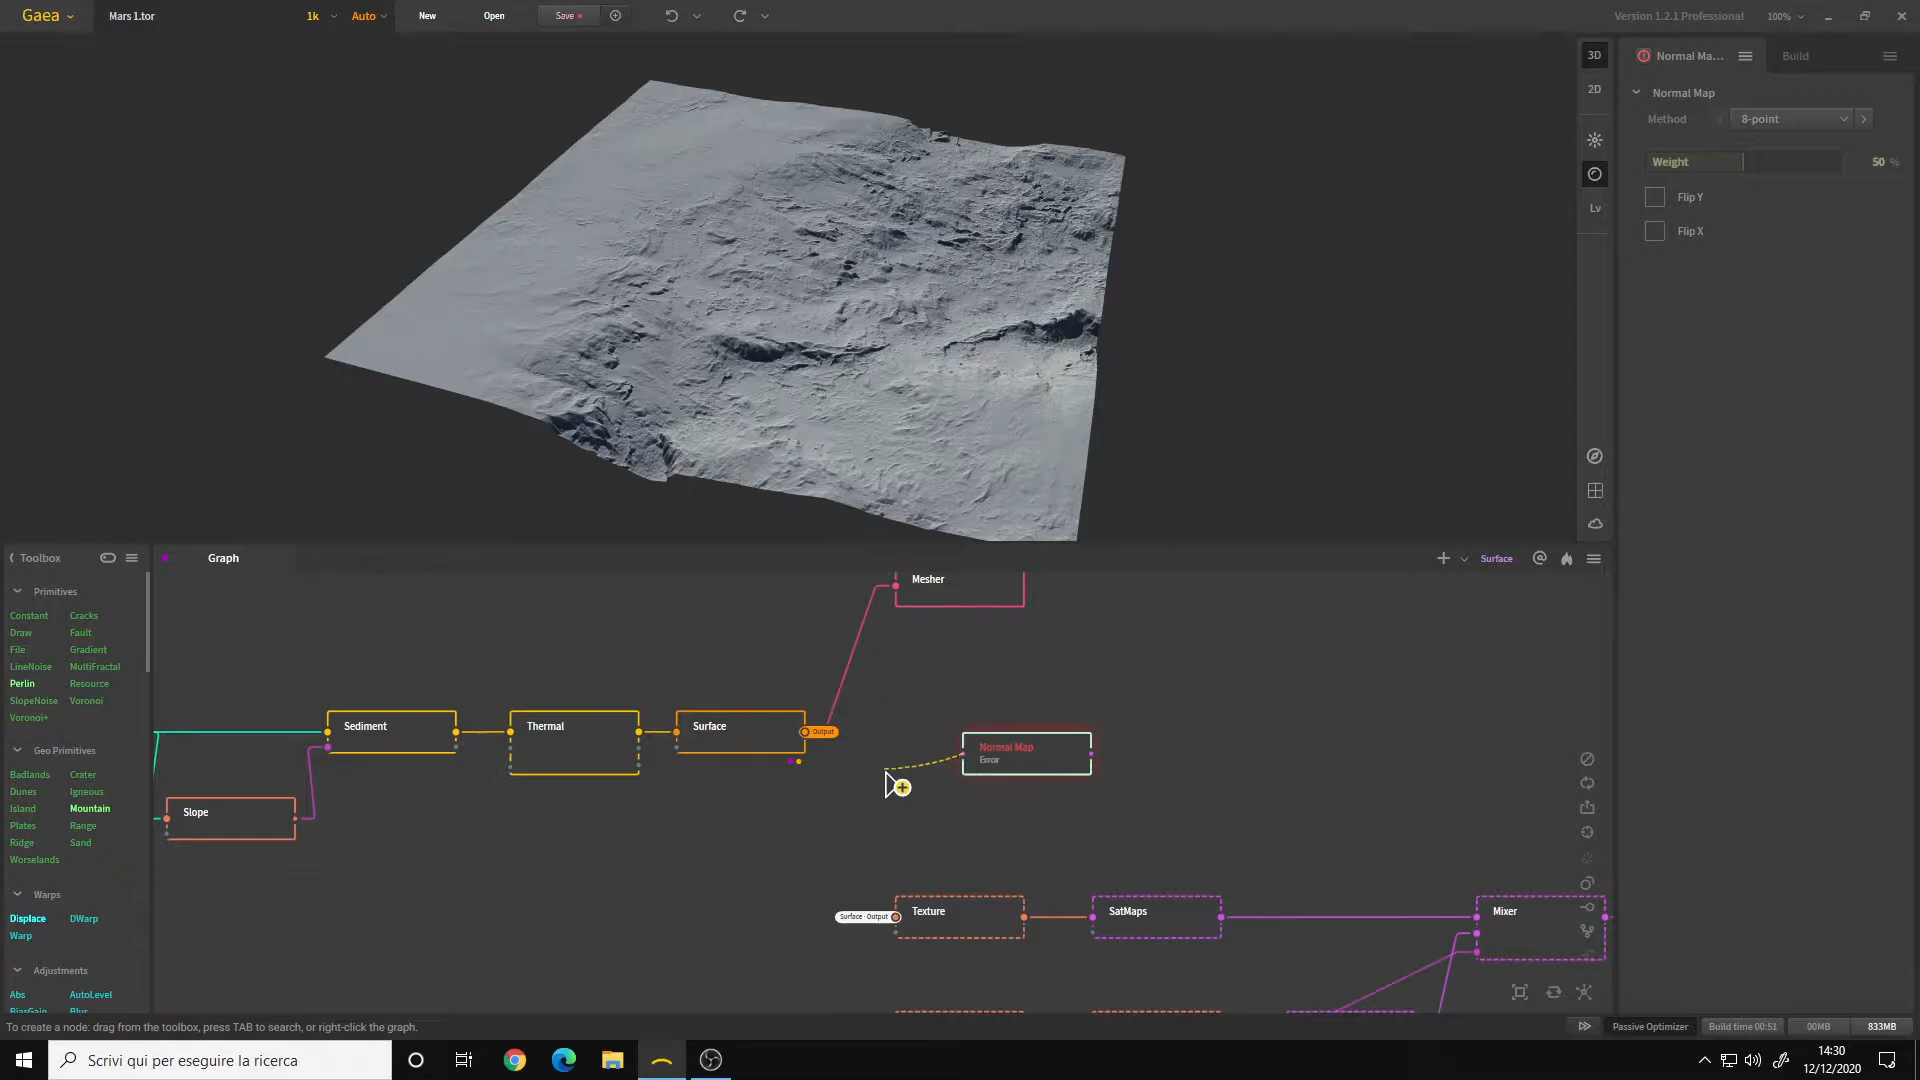 Gaea
Mars 1.tor
1k
Auto
New
Open
Save
Version 1.2.1 Professional
100%
3D
2D
Lv
Normal Ma...
Build
Normal Map
Method
8-point
Weight
50 %
Flip Y
Flip X
Toolbox
Graph
Surface
Primitives
Constant Cracks
Draw Fault
File Gradient
LineNoise MultiFractal
Perlin Resource
SlopeNoise Voronoi
Voronoi+
Geo Primitives
Badlands Crater
Dunes Igneous
Island Mountain
Plates Range
Ridge Sand
Worselands
Warps
Displace DWarp
Warp
Adjustments
Abs AutoLevel
BiasGain Blur
Mesher
Sediment
Thermal
Surface
Output
Normal Map
Error
Slope
Surface - Output
Texture
SatMaps
Mixer
To create a node: drag from the toolbox, press TAB to search, or right-click the graph.
Passive Optimizer
Build time 00:51
00MB
833MB
Scrivi qui per eseguire la ricerca
14:30
12/12/2020